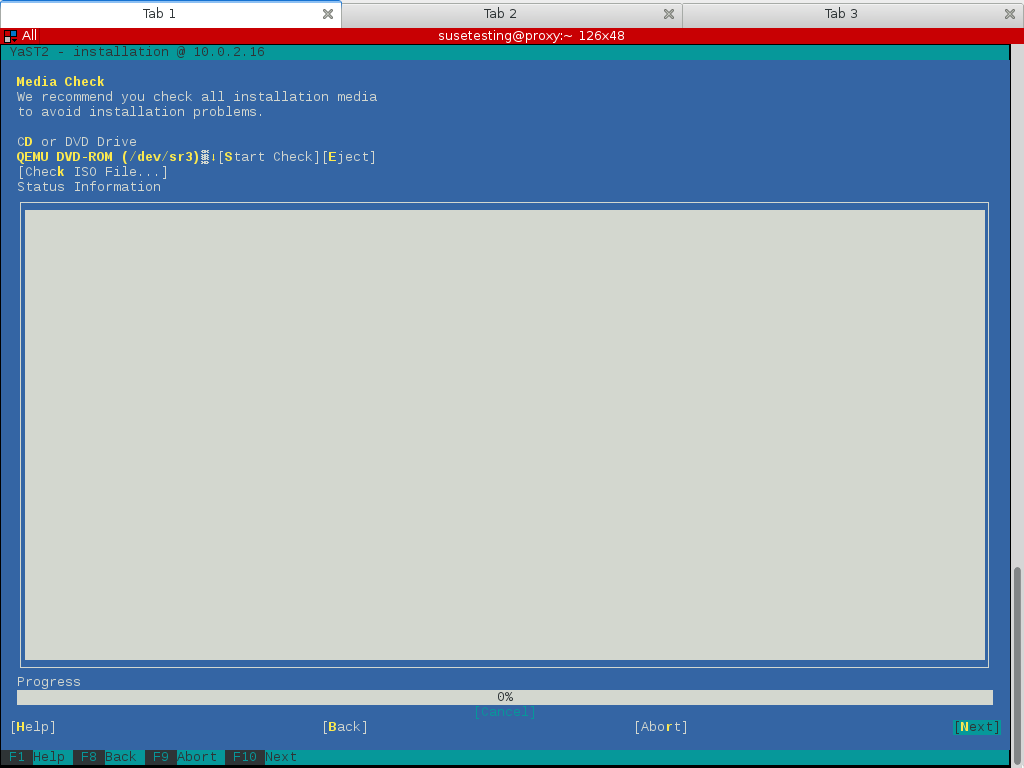 Tab 1 Tab 2 Tab 3
All susetesting@proxy:~ 126x48
YaST2 - installation @ 10.0.2.16
Media Check
We recommend you check all installation media
to avoid installation problems.
CD or DVD Drive
QEMU DVD-ROM (/dev/sr3)▒↓[Start Check][Eject]
[Check ISO File...]
Status Information
Progress
0%
[Cancel]
[Help] [Back] [Abort] [Next]
F1 Help F8 Back F9 Abort F10 Next